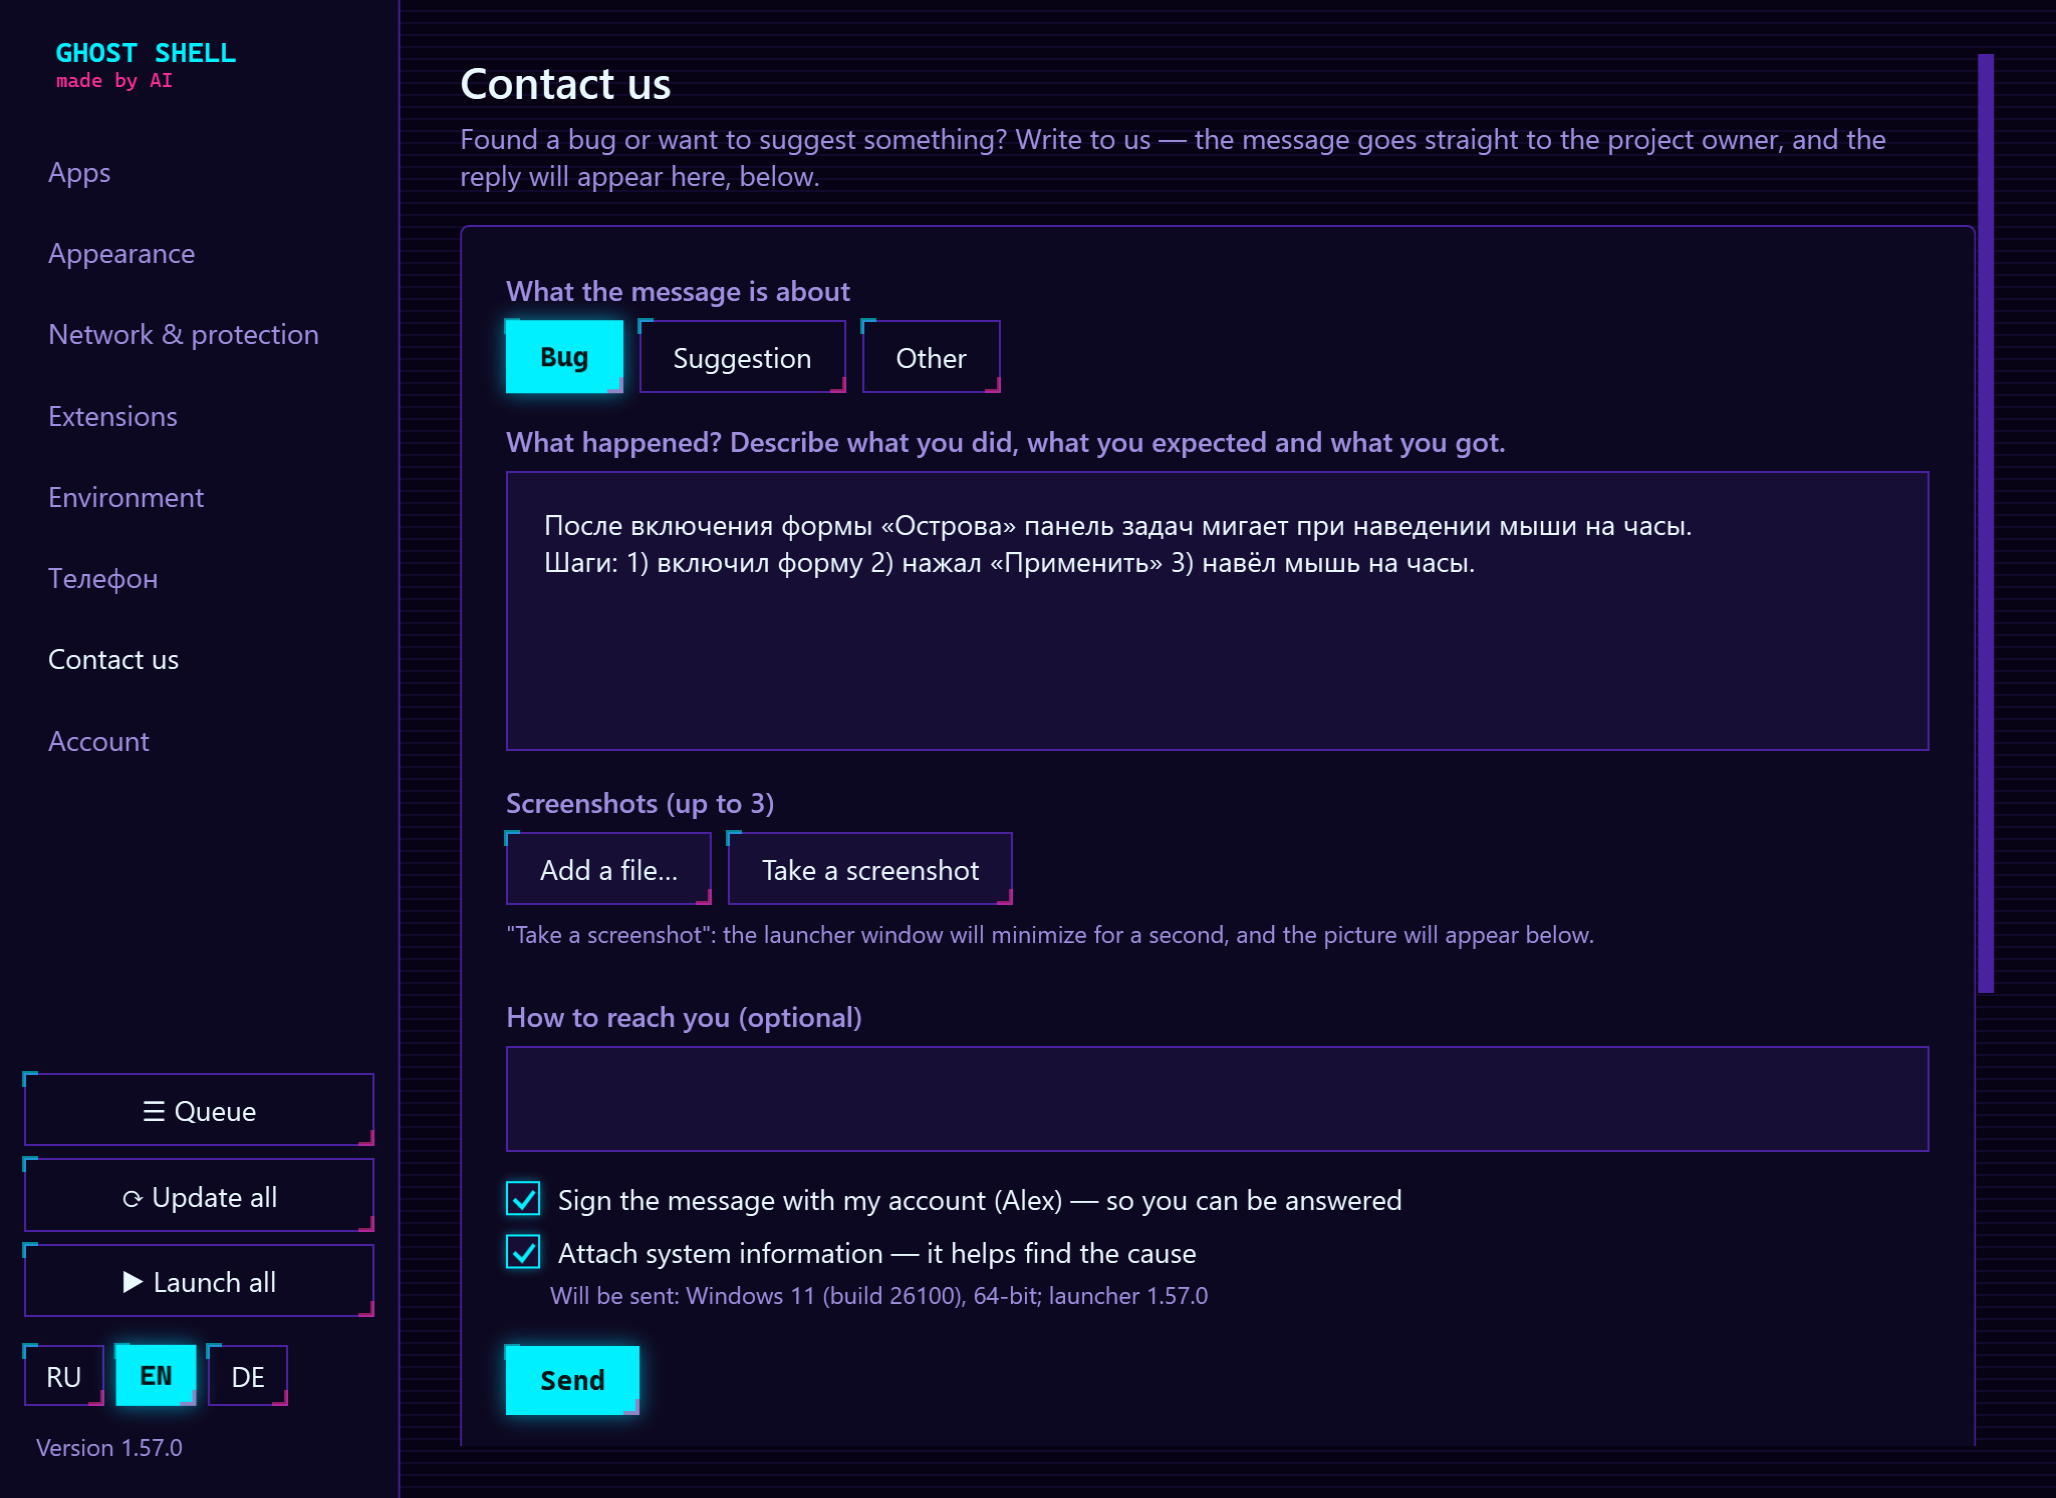 GHOST SHELL
made by AI
Apps
Appearance
Network & protection
Extensions
Environment
Телефон
Contact us
Account
☰ Queue
⟳ Update all
▶ Launch all
RU
EN
DE
Version 1.57.0
Contact us
Found a bug or want to suggest something? Write to us — the message goes straight to the project owner, and the
reply will appear here, below.
What the message is about
Bug
Suggestion
Other
What happened? Describe what you did, what you expected and what you got.
После включения формы «Острова» панель задач мигает при наведении мыши на часы.
Шаги: 1) включил форму 2) нажал «Применить» 3) навёл мышь на часы.
Screenshots (up to 3)
Add a file...
Take a screenshot
"Take a screenshot": the launcher window will minimize for a second, and the picture will appear below.
How to reach you (optional)
Sign the message with my account (Alex) — so you can be answered
Attach system information — it helps find the cause
Will be sent: Windows 11 (build 26100), 64-bit; launcher 1.57.0
Send